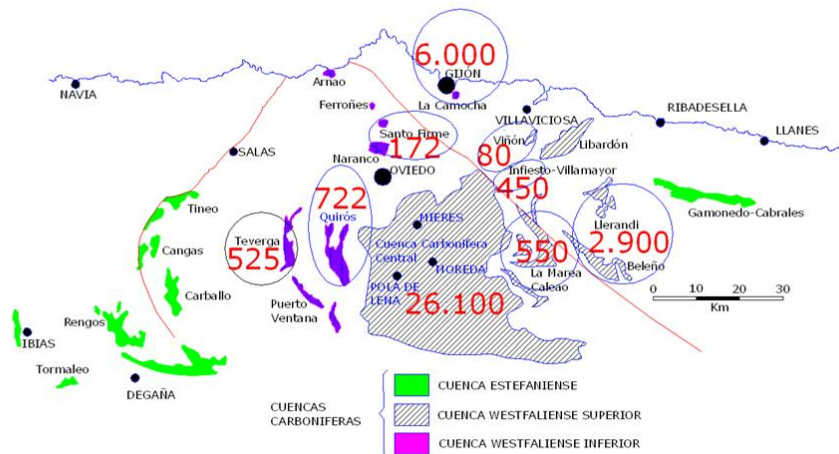 6.000
GIJÓN
NAVIA
Arnao
La Camocha
Ferroñes
VILLAVICIOSA
RIBADESELLA
LLANES
Santo Firme
172
Viñón
80
Libardón
SALAS
Naranco
OVIEDO
Infiesto-Villamayor
450
722
Quirós
Tineo
MIERES
Llerandi
2.900
Gamonedo-Cabrales
Teverga
525
Cangas
Cuenca Carbonífera
Central
550
MOREDA
La Marea
Beleño
Caleao
Carballo
POLA DE
LENA
26.100
Puerto
Ventana
0 10 20 30
Km
Rengos
IBIAS
Tormaleo
DEGAÑA
CUENCAS
CARBONIFERAS
CUENCA ESTEFANIENSE
CUENCA WESTFALIENSE SUPERIOR
CUENCA WESTFALIENSE INFERIOR